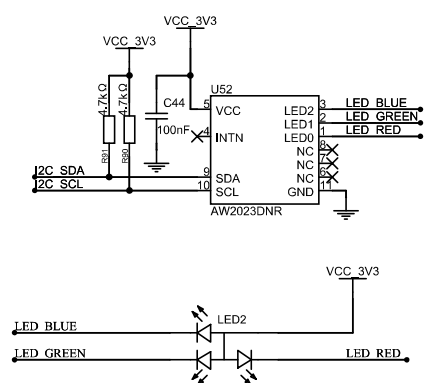 VCC_3V3
VCC_3V3
4.7kΩ
4.7kΩ
R91
R90
C44
100nF
U52
5 VCC
4 INTN
9 SDA
10 SCL
LED2 3 LED_BLUE
LED1 2 LED_GREEN
LED0 1 LED_RED
NC 8
NC 7
NC 6
GND 11
I2C_SDA
I2C_SCL
AW2023DNR
VCC_3V3
LED2
LED_BLUE
LED_GREEN
LED_RED